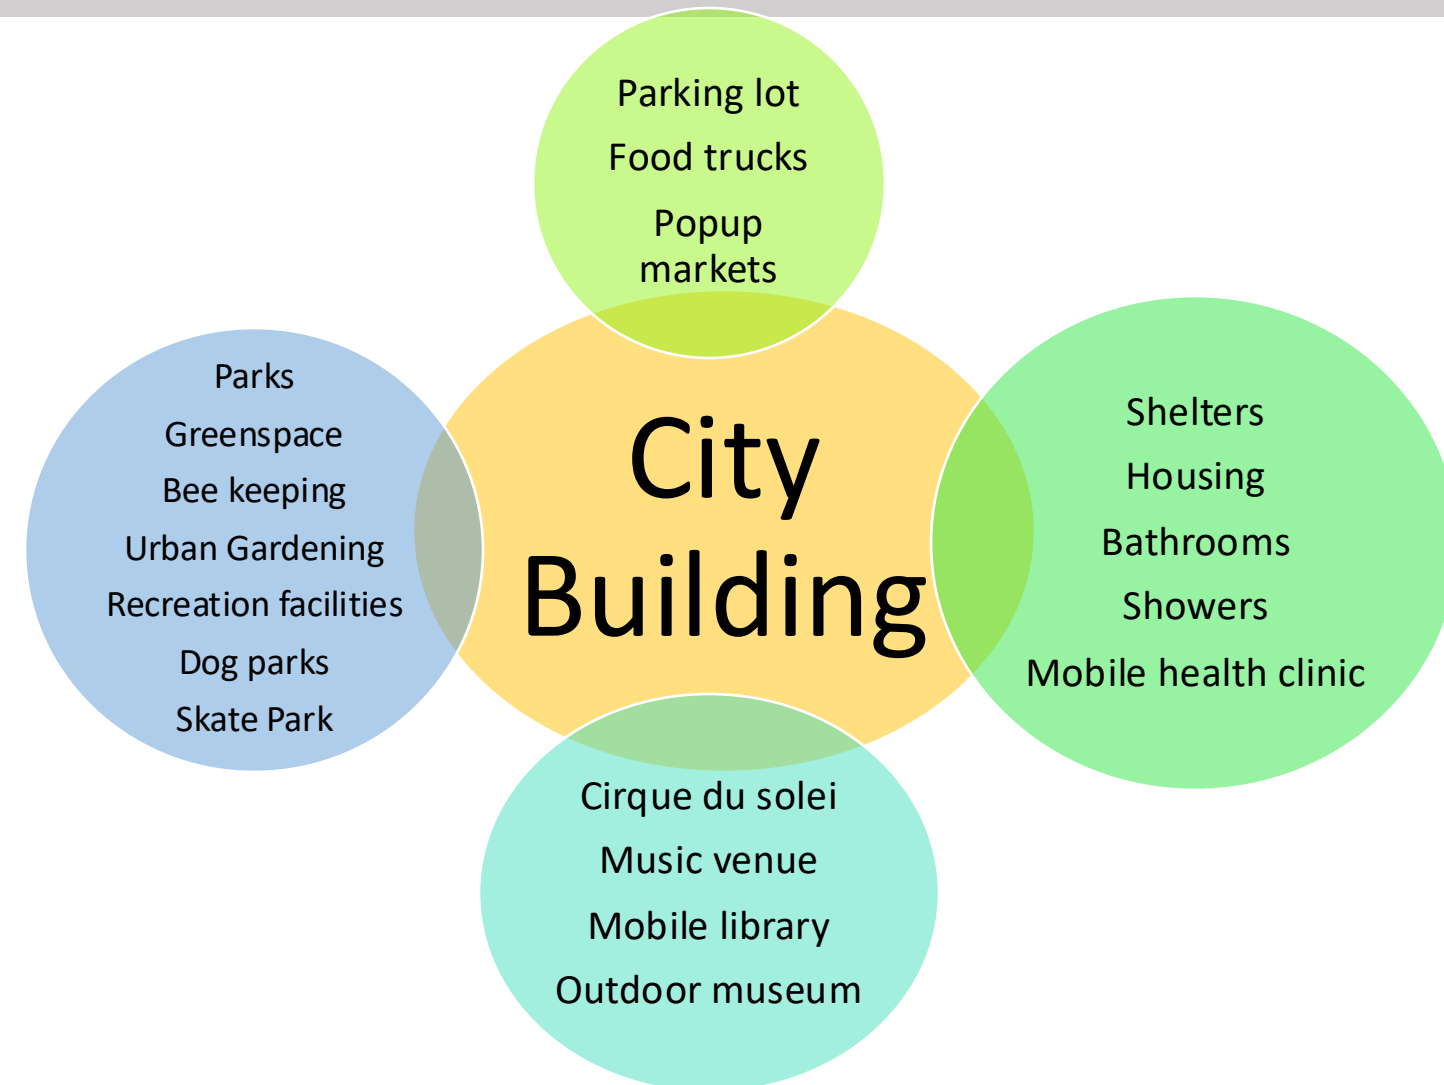 Parking lot
Food trucks
Popup
markets
Parks
Greenspace
Bee keeping
Urban Gardening
Recreation facilities
Dog parks
Skate Park
City
Building
Shelters
Housing
Bathrooms
Showers
Mobile health clinic
Cirque du solei
Music venue
Mobile library
Outdoor museum